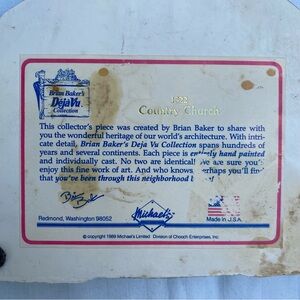 Brian Baker's
Déjà Vu
Collection
1522
Country Church
This collector's piece was created by Brian Baker to share with
you the wonderful heritage of our world's architecture. With intri-
cate detail, Brian Baker's Deja Vu Collection spans hundreds of
years and several continents. Each piece is entirely hand painted
and individually cast. No two are identical! We are sure you'll
enjoy this fine work of art. And who knows, perhaps you'll find
that you've been through this neighborhood
Redmond, Washington 98052
Michael's
Made in U.S.A.
© copyright 1989 Michael's Limited Division of Chooch Enterprises, Inc.